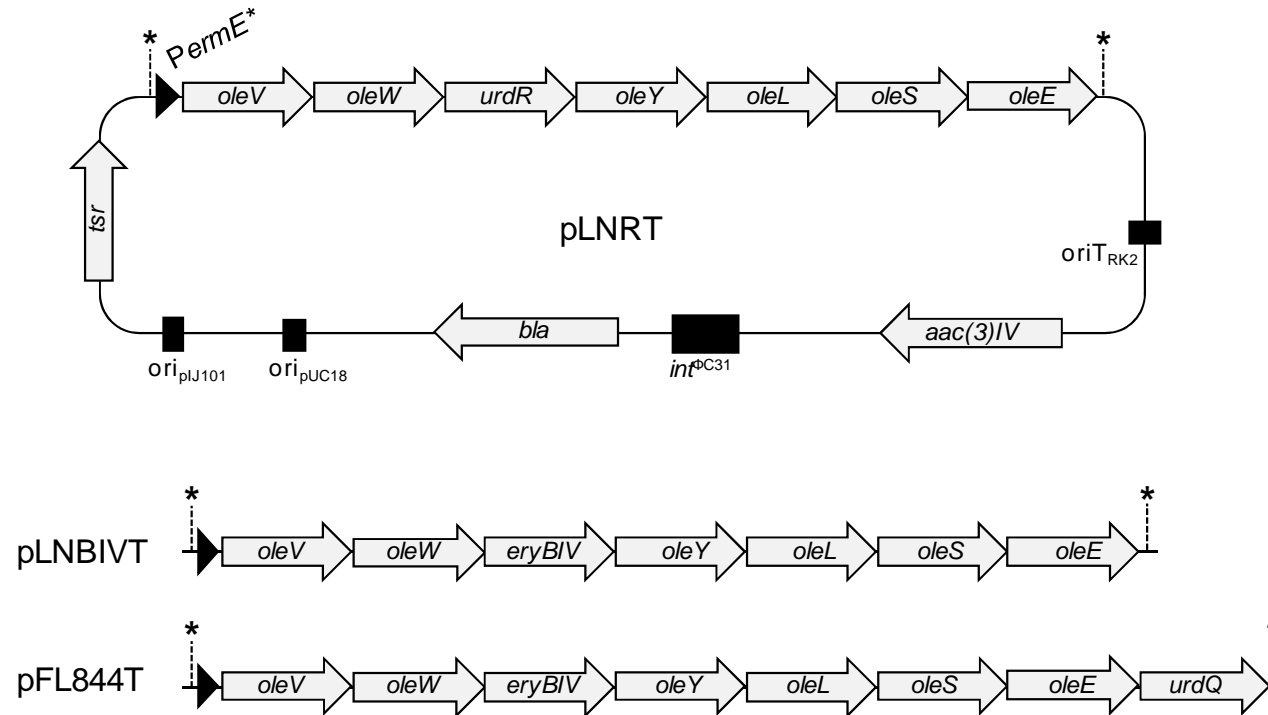 * PermE* *
oleV oleW urdR oleY oleL oleS oleE
tsr
pLNRT
oriT_RK2
bla aac(3)IV
ori_pIJ101 ori_pUC18 int^ΦC31
* *
pLNBIVT oleV oleW eryBIV oleY oleL oleS oleE
*
pFL844T oleV oleW eryBIV oleY oleL oleS oleE urdQ